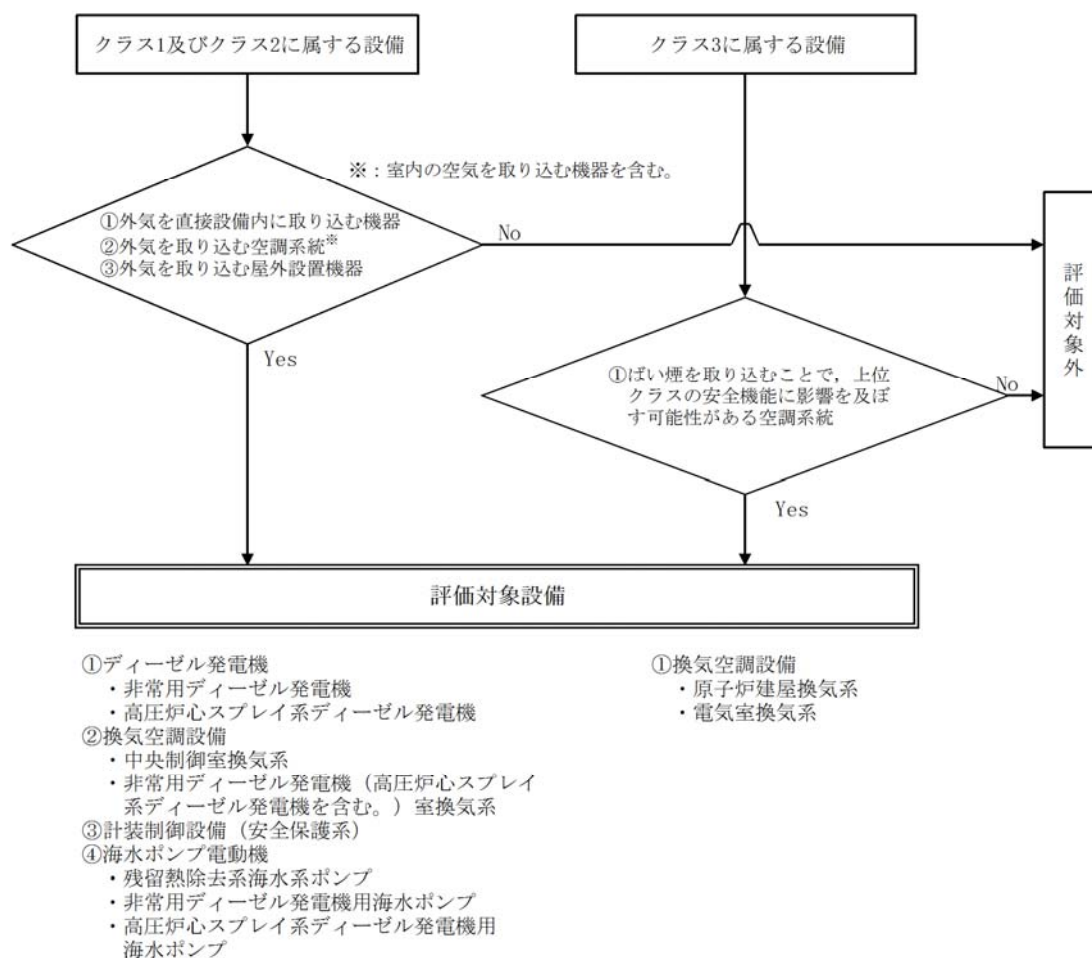 クラス1及びクラス2に属する設備
クラス3に属する設備
※：室内の空気を取り込む機器を含む。
①外気を直接設備内に取り込む機器
②外気を取り込む空調系統※
③外気を取り込む屋外設置機器
No
Yes
①ばい煙を取り込むことで，上位
クラスの安全機能に影響を及ぼ
す可能性がある空調系統
No
Yes
評価対象外
評価対象設備
①ディーゼル発電機
・非常用ディーゼル発電機
・高圧炉心スプレイ系ディーゼル発電機
②換気空調設備
・中央制御室換気系
・非常用ディーゼル発電機（高圧炉心スプレイ
系ディーゼル発電機を含む。）室換気系
③計装制御設備（安全保護系）
④海水ポンプ電動機
・残留熱除去系海水系ポンプ
・非常用ディーゼル発電機用海水ポンプ
・高圧炉心スプレイ系ディーゼル発電機用
海水ポンプ
①換気空調設備
・原子炉建屋換気系
・電気室換気系